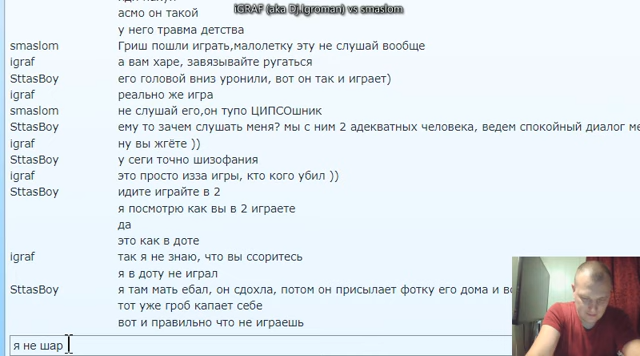 iGRAF (aka Dj.Igroman) vs smaslom
асмо он такой
у него травма детства
smaslom Гриш пошли играть,малолетку эту не слушай вообще
igraf а вам харе, завязывайте ругаться
SttasBoy его головой вниз уронили, вот он так и играет)
igraf реально же игра
smaslom не слушай его,он тупо ЦИПСОшник
SttasBoy ему то зачем слушать меня? мы с ним 2 адекватных человека, ведем спокойный диалог
igraf ну вы жгёте ))
SttasBoy у сеги точно шизофания
igraf это просто изза игры, кто кого убил ))
SttasBoy идите играйте в 2
я посмотрю как вы в 2 играете
да
это как в доте
igraf так я не знаю, что вы ссоритесь
я в доту не играл
SttasBoy я там мать ебал, он сдохла, потом он присылает фотку его дома и
тот уже гроб капает себе
вот и правильно что не играешь
я не шар